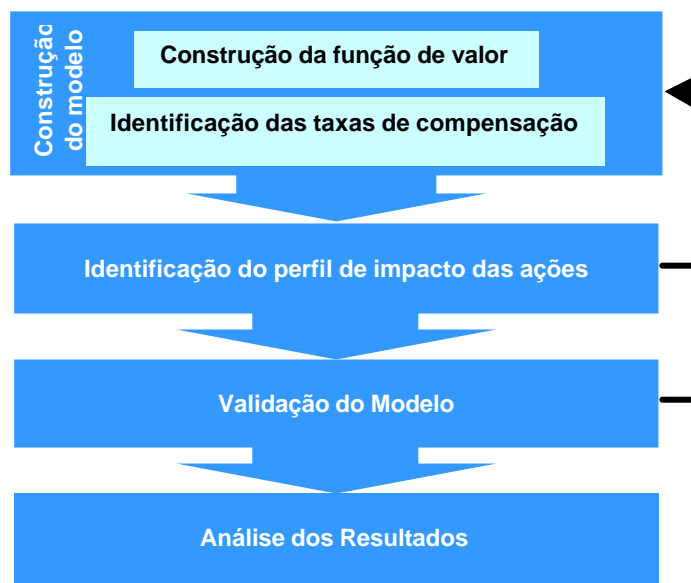 Construção
do modelo
Construção da função de valor
Identificação das taxas de compensação
Identificação do perfil de impacto das ações
Validação do Modelo
Análise dos Resultados